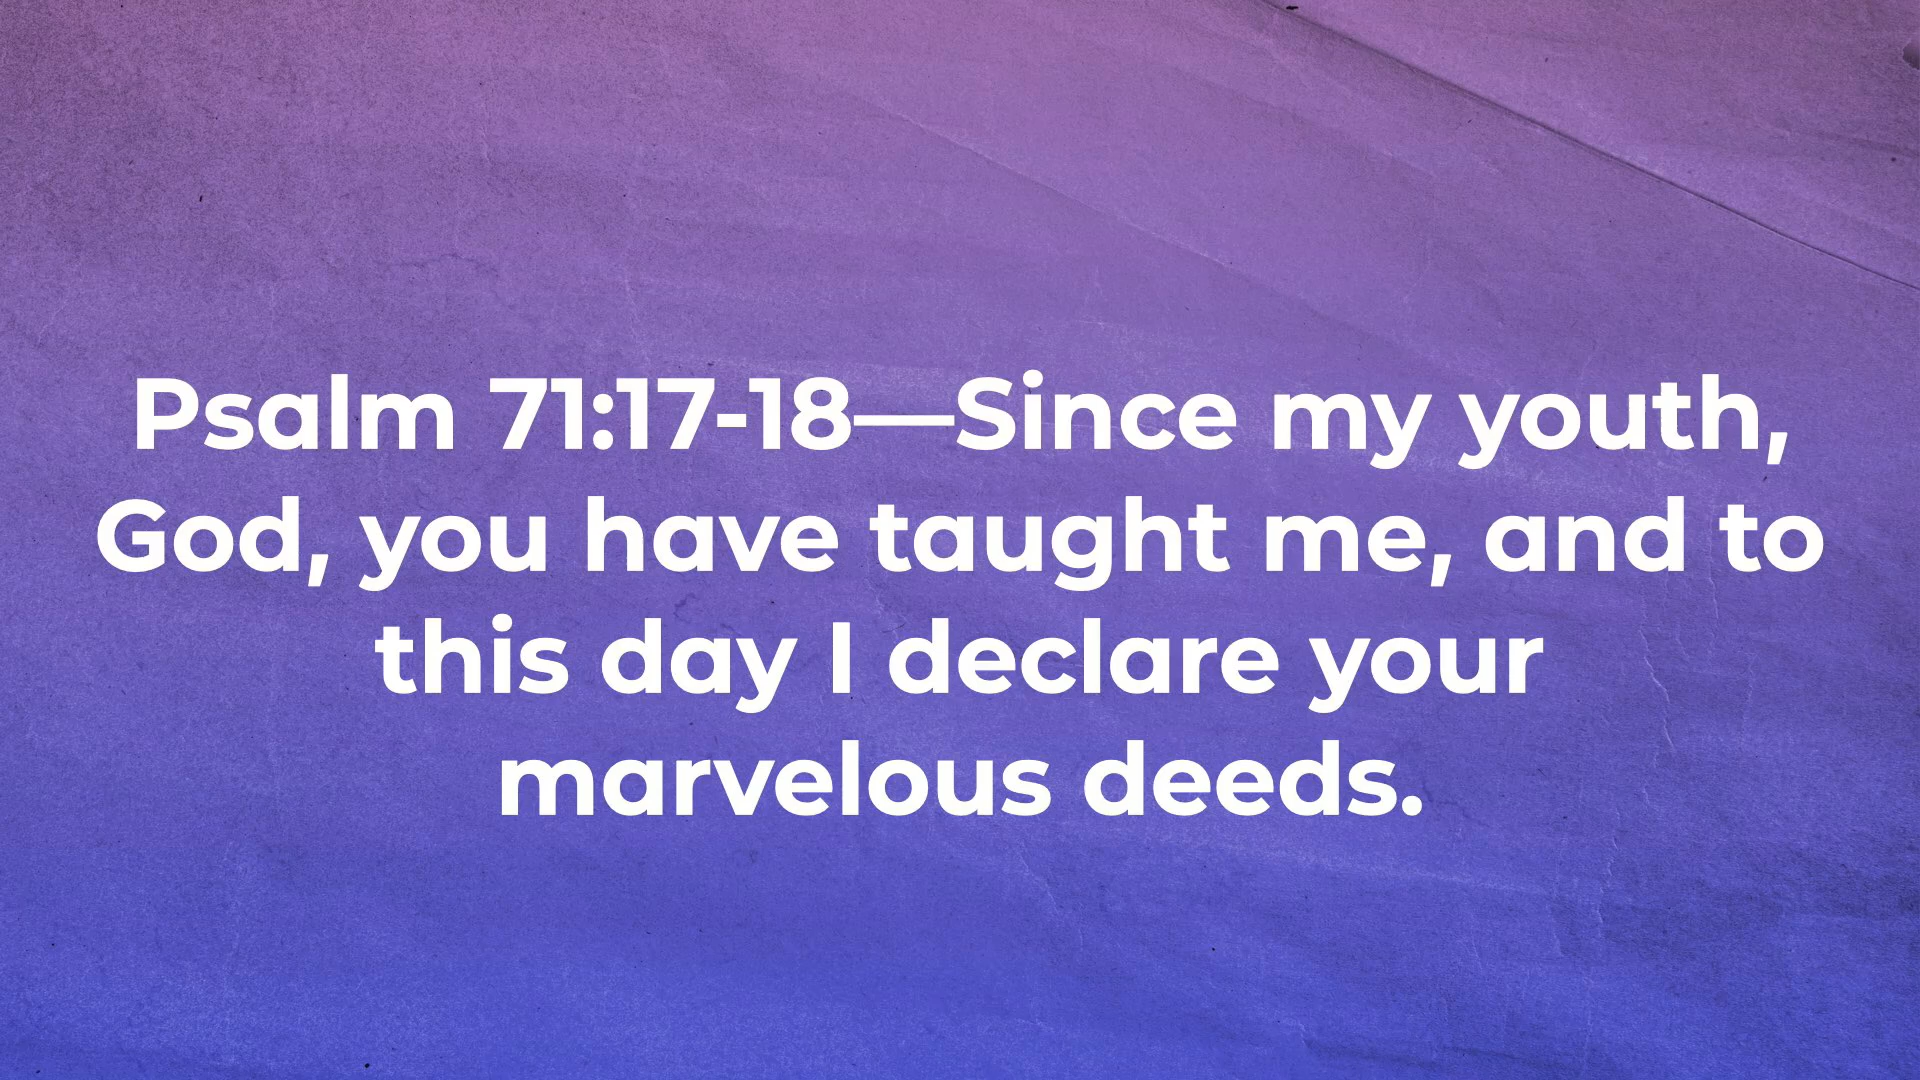 Psalm 71:17-18—Since my youth,
God, you have taught me, and to
this day I declare your
marvelous deeds.